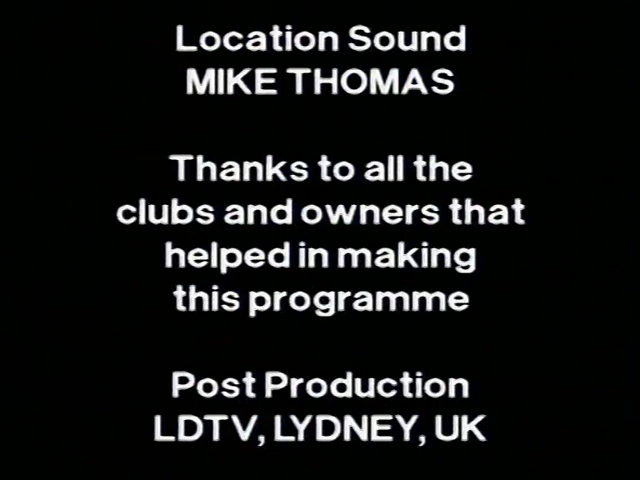 Location Sound
MIKE THOMAS
Thanks to all the
clubs and owners that
helped in making
this programme
Post Production
LDTV, LYDNEY, UK